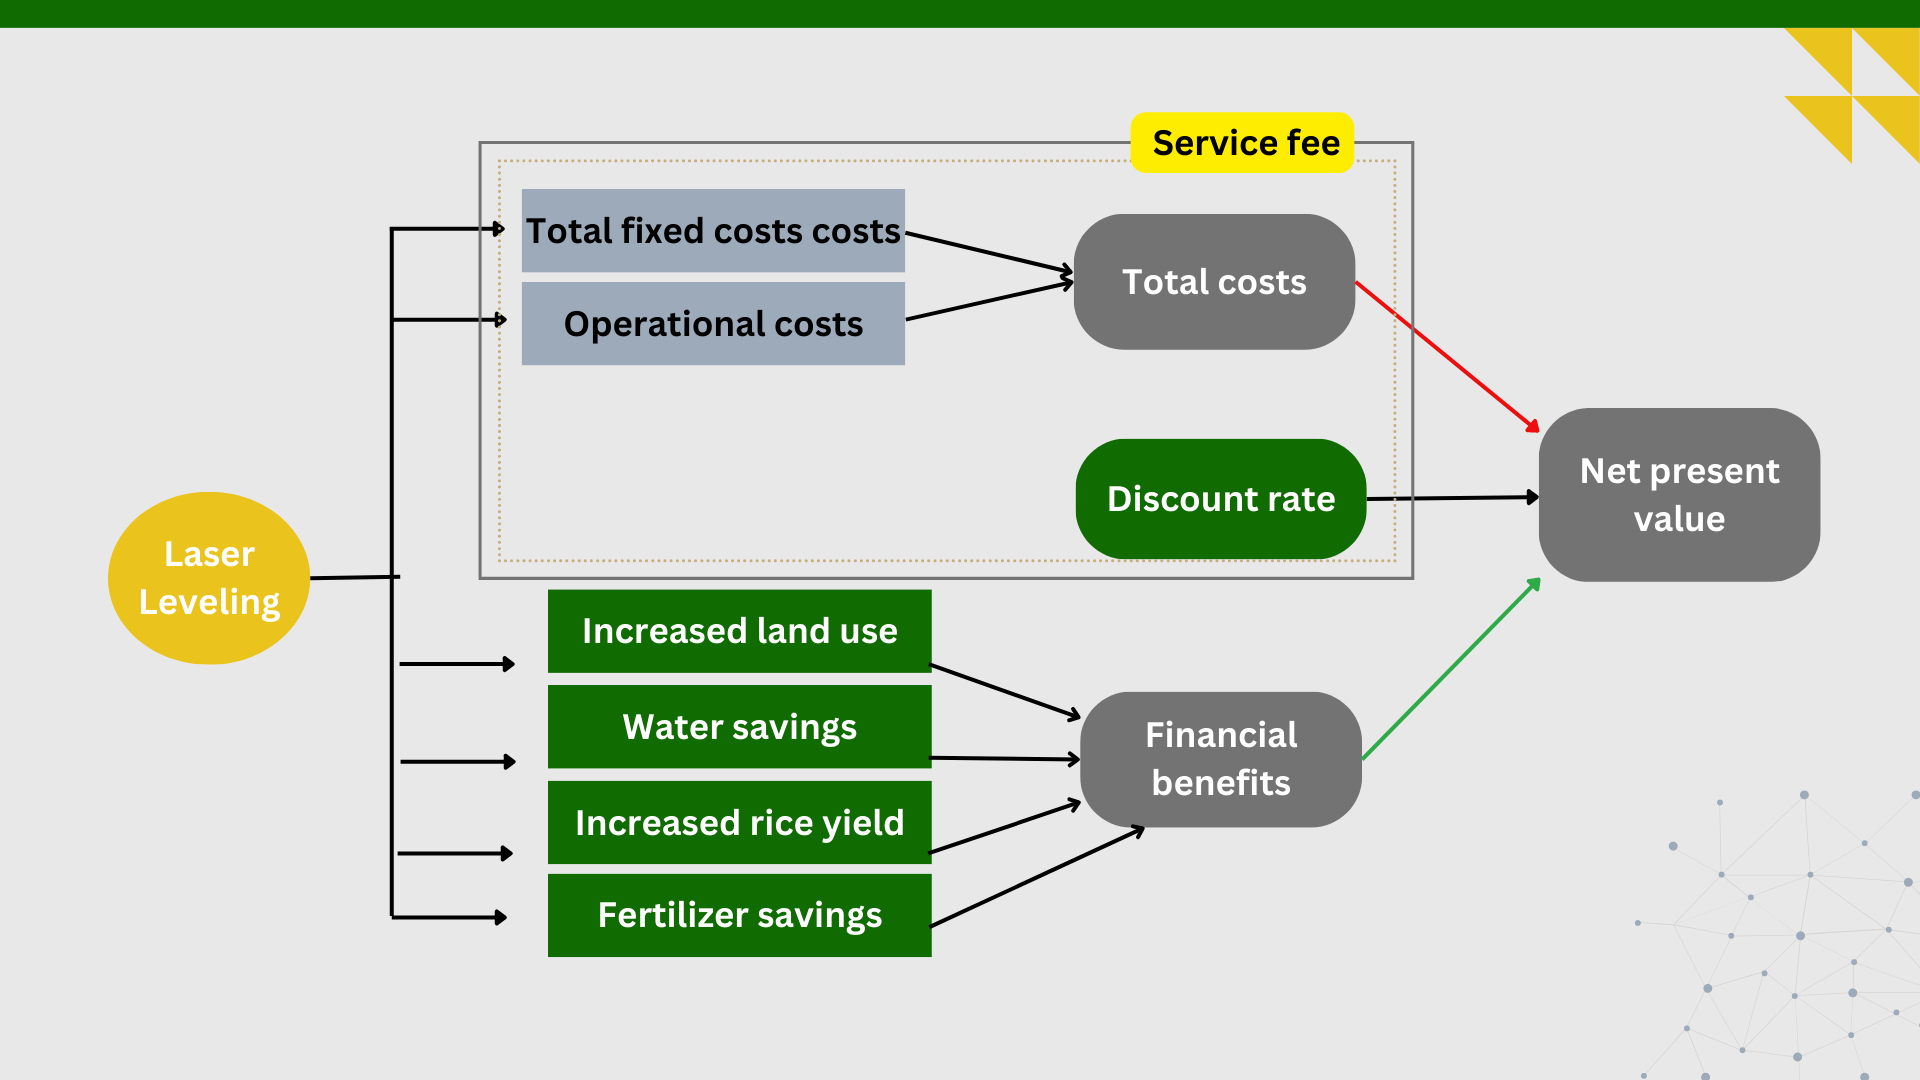 Service fee
Total fixed costs costs
Total costs
Operational costs
Net present
value
Discount rate
Laser
Leveling
Increased land use
Water savings
Financial
benefits
Increased rice yield
Fertilizer savings